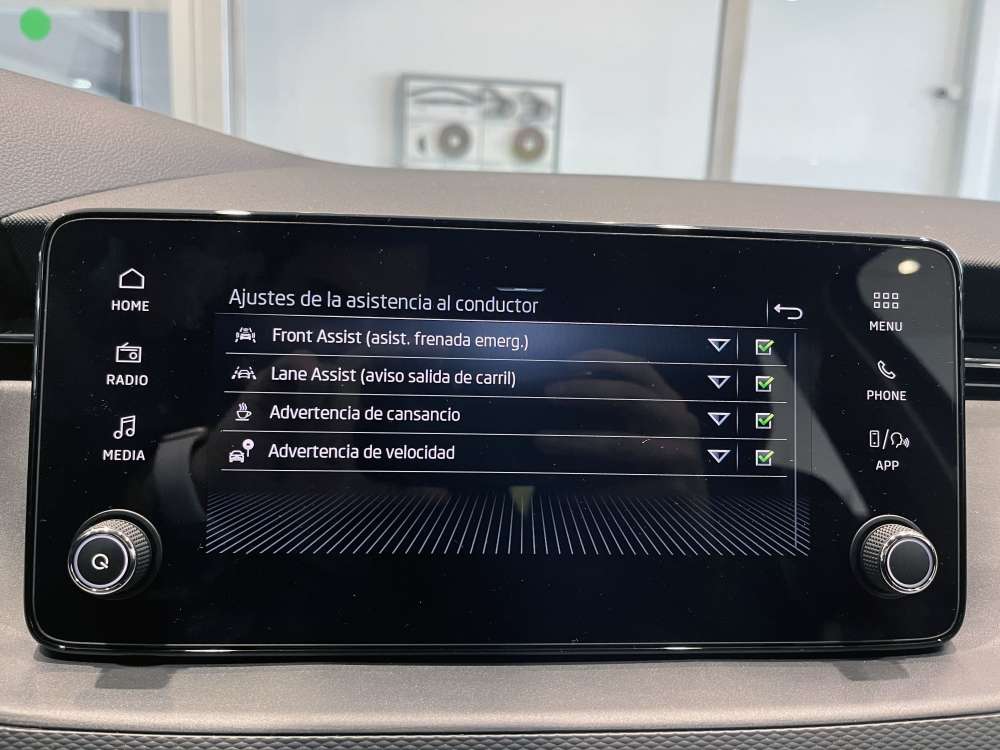 HOME
RADIO
MEDIA
Ajustes de la asistencia al conductor
Front Assist (asist. frenada emerg.)
Lane Assist (aviso salida de carril)
Advertencia de cansancio
Advertencia de velocidad
MENU
PHONE
APP